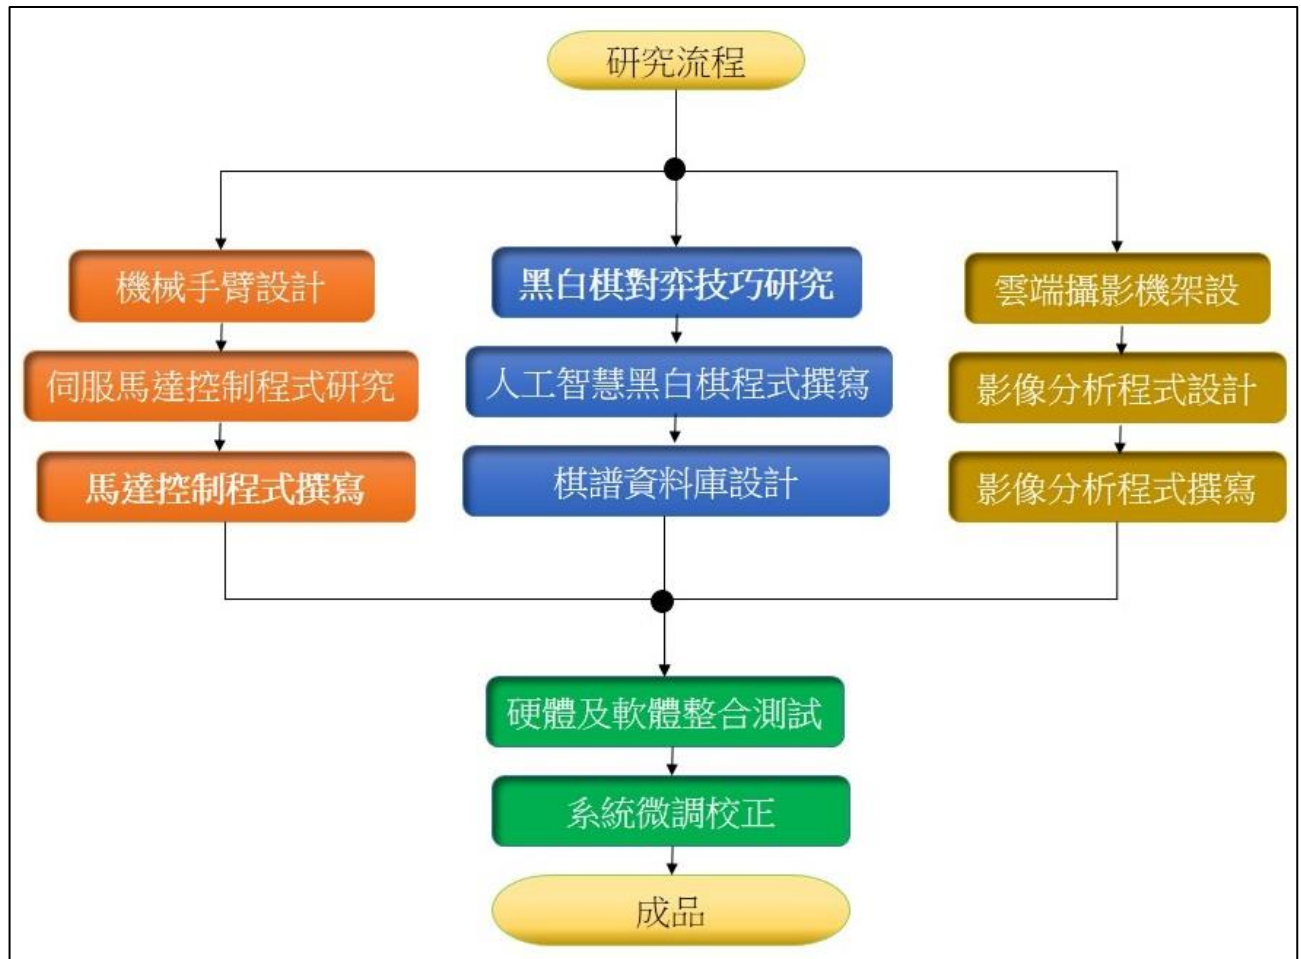 研究流程
機械手臂設計
伺服馬達控制程式研究
馬達控制程式撰寫
黑白棋對弈技巧研究
人工智慧黑白棋程式撰寫
棋譜資料庫設計
雲端攝影機架設
影像分析程式設計
影像分析程式撰寫
硬體及軟體整合測試
系統微調校正
成品